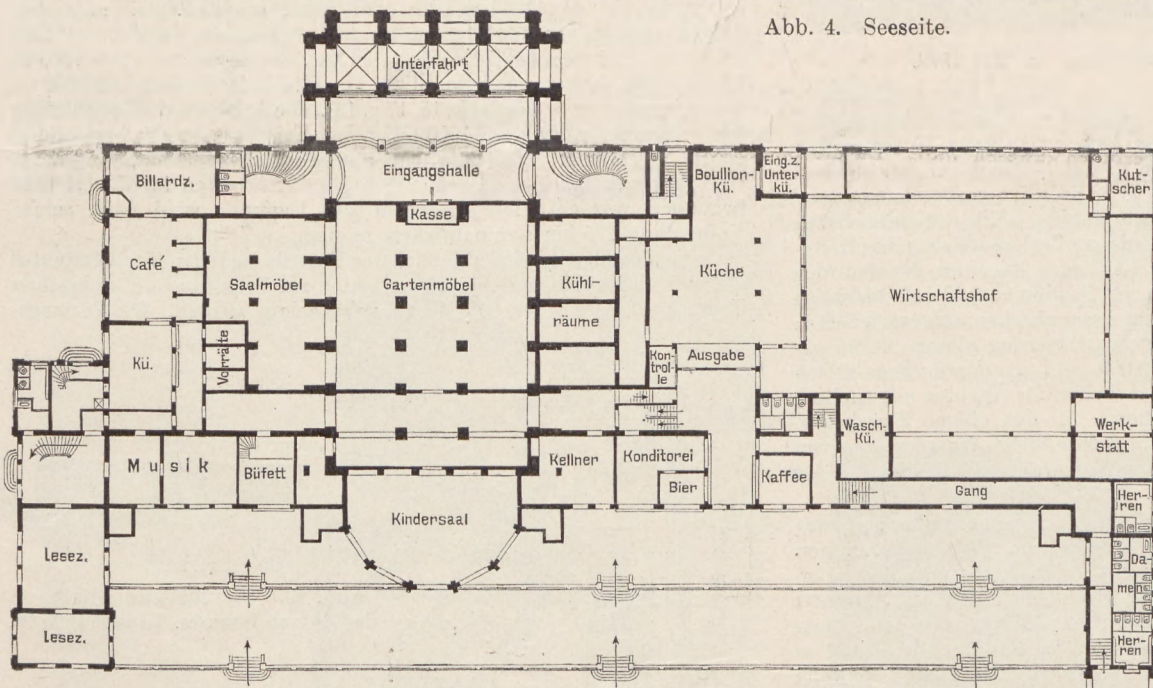 Abb. 4. Seeseite.
Unterfahrt
Billardz.
Eingangshalle
Kasse
Boullion-
Kü.
Eing.z.
Unter
kü.
Kut-
scher
Café
Saalmöbel
Gartenmöbel
Kühl-
räume
Küche
Wirtschaftshof
Kü.
Vorräte
Kon-
trol-
le
Ausgabe
Musik
Büfett
Kellner
Konditorei
Bier
Kaffee
Wasch-
Kü.
Werk-
statt
Gang
Kindersaal
Lesez.
Lesez.
Her-
ren
Da-
men
Her-
ren